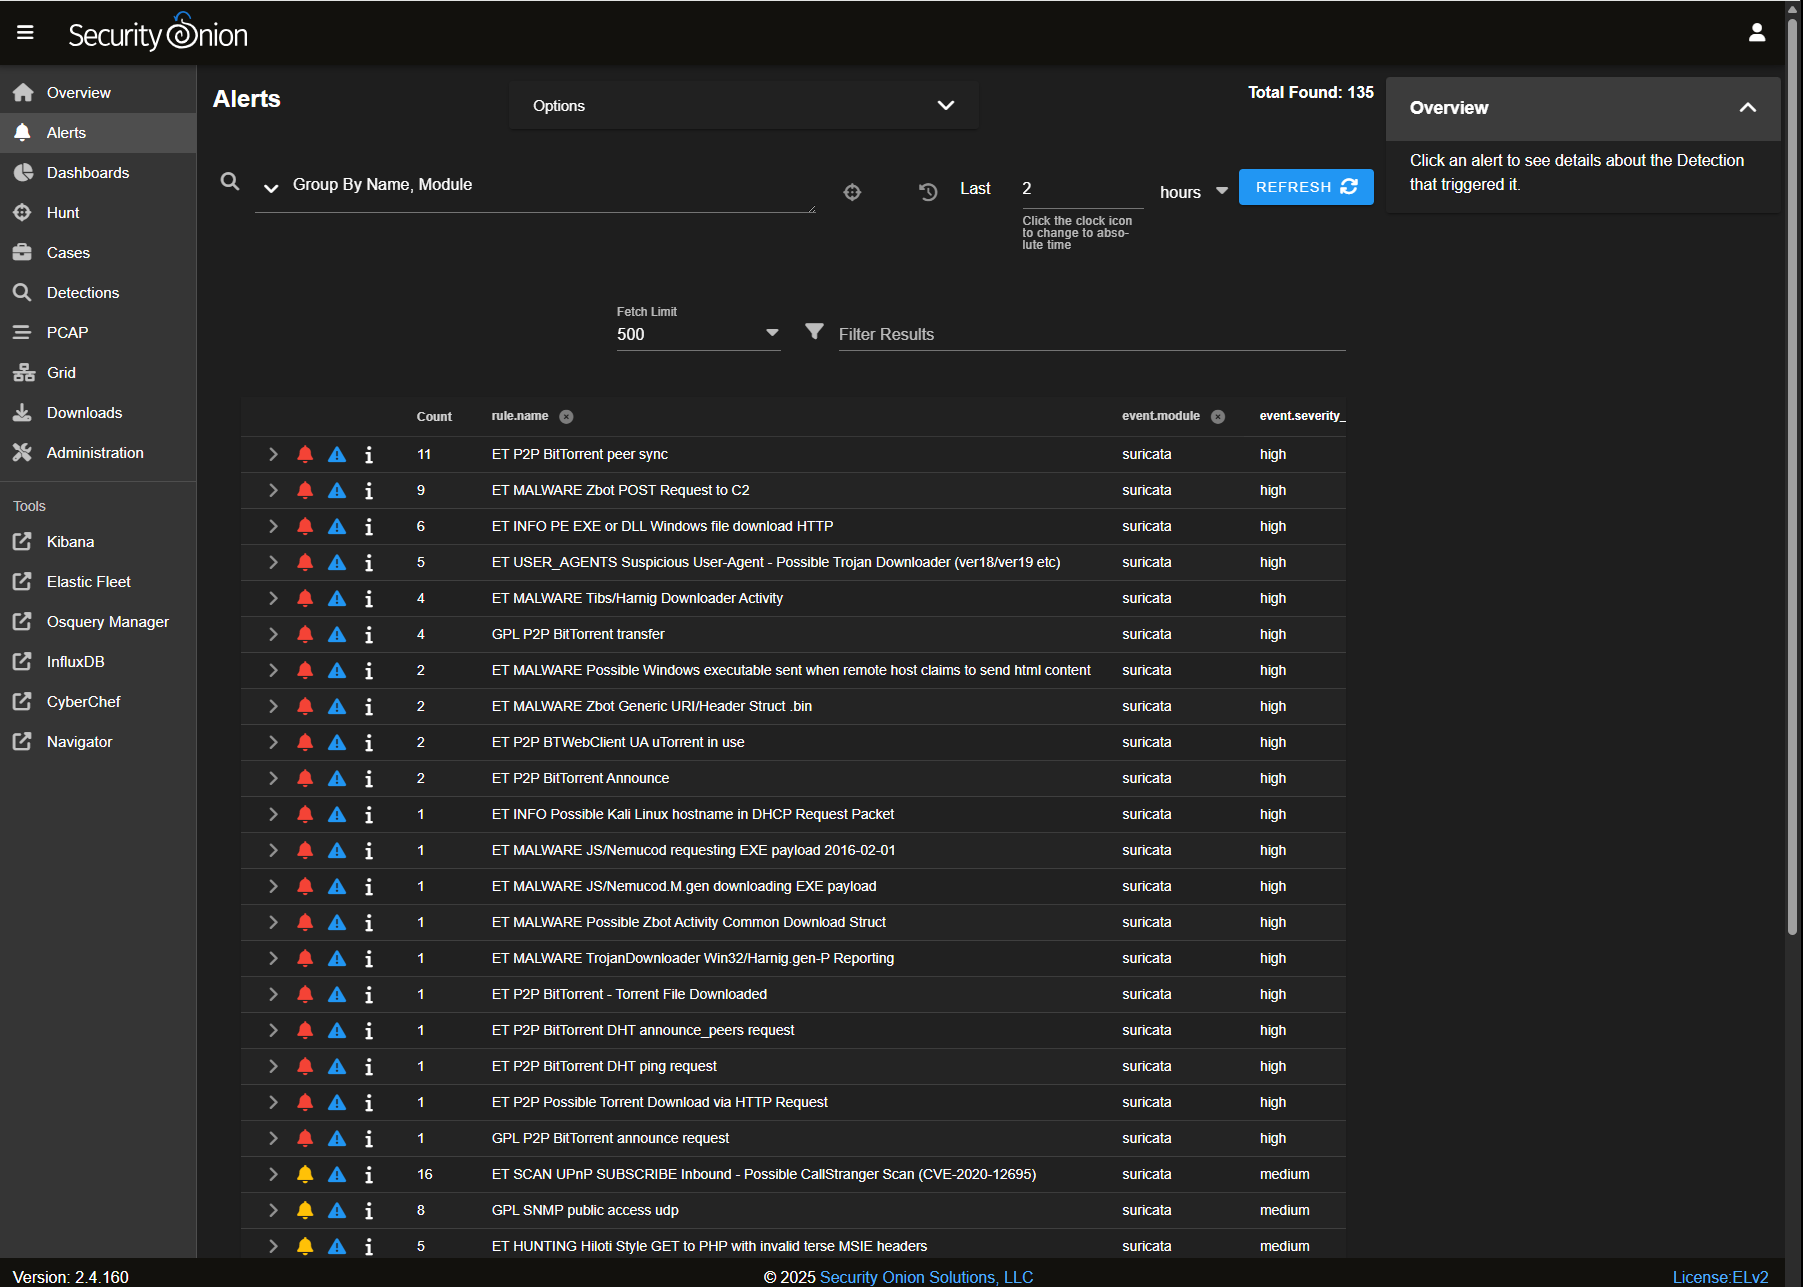 Security Onion
Overview
Alerts
Dashboards
Hunt
Cases
Detections
PCAP
Grid
Downloads
Administration
Tools
Kibana
Elastic Fleet
Osquery Manager
InfluxDB
CyberChef
Navigator
Alerts
Options
Total Found: 135
Group By Name, Module
Last 2 hours
Click the clock icon
to change to abso-
lute time
REFRESH
Overview
Click an alert to see details about the Detection
that triggered it.
Fetch Limit
500
Filter Results
Count rule.name event.module event.severity_
11 ET P2P BitTorrent peer sync suricata high
9 ET MALWARE Zbot POST Request to C2 suricata high
6 ET INFO PE EXE or DLL Windows file download HTTP suricata high
5 ET USER_AGENTS Suspicious User-Agent - Possible Trojan Downloader (ver18/ver19 etc) suricata high
4 ET MALWARE Tibs/Harnig Downloader Activity suricata high
4 GPL P2P BitTorrent transfer suricata high
2 ET MALWARE Possible Windows executable sent when remote host claims to send html content suricata high
2 ET MALWARE Zbot Generic URI/Header Struct .bin suricata high
2 ET P2P BTWebClient UA uTorrent in use suricata high
2 ET P2P BitTorrent Announce suricata high
1 ET INFO Possible Kali Linux hostname in DHCP Request Packet suricata high
1 ET MALWARE JS/Nemucod requesting EXE payload 2016-02-01 suricata high
1 ET MALWARE JS/Nemucod.M.gen downloading EXE payload suricata high
1 ET MALWARE Possible Zbot Activity Common Download Struct suricata high
1 ET MALWARE TrojanDownloader Win32/Harnig.gen-P Reporting suricata high
1 ET P2P BitTorrent - Torrent File Downloaded suricata high
1 ET P2P BitTorrent DHT announce_peers request suricata high
1 ET P2P BitTorrent DHT ping request suricata high
1 ET P2P Possible Torrent Download via HTTP Request suricata high
1 GPL P2P BitTorrent announce request suricata high
16 ET SCAN UPnP SUBSCRIBE Inbound - Possible CallStranger Scan (CVE-2020-12695) suricata medium
8 GPL SNMP public access udp suricata medium
5 ET HUNTING Hiloti Style GET to PHP with invalid terse MSIE headers suricata medium
Version: 2.4.160
© 2025 Security Onion Solutions, LLC
License:ELv2